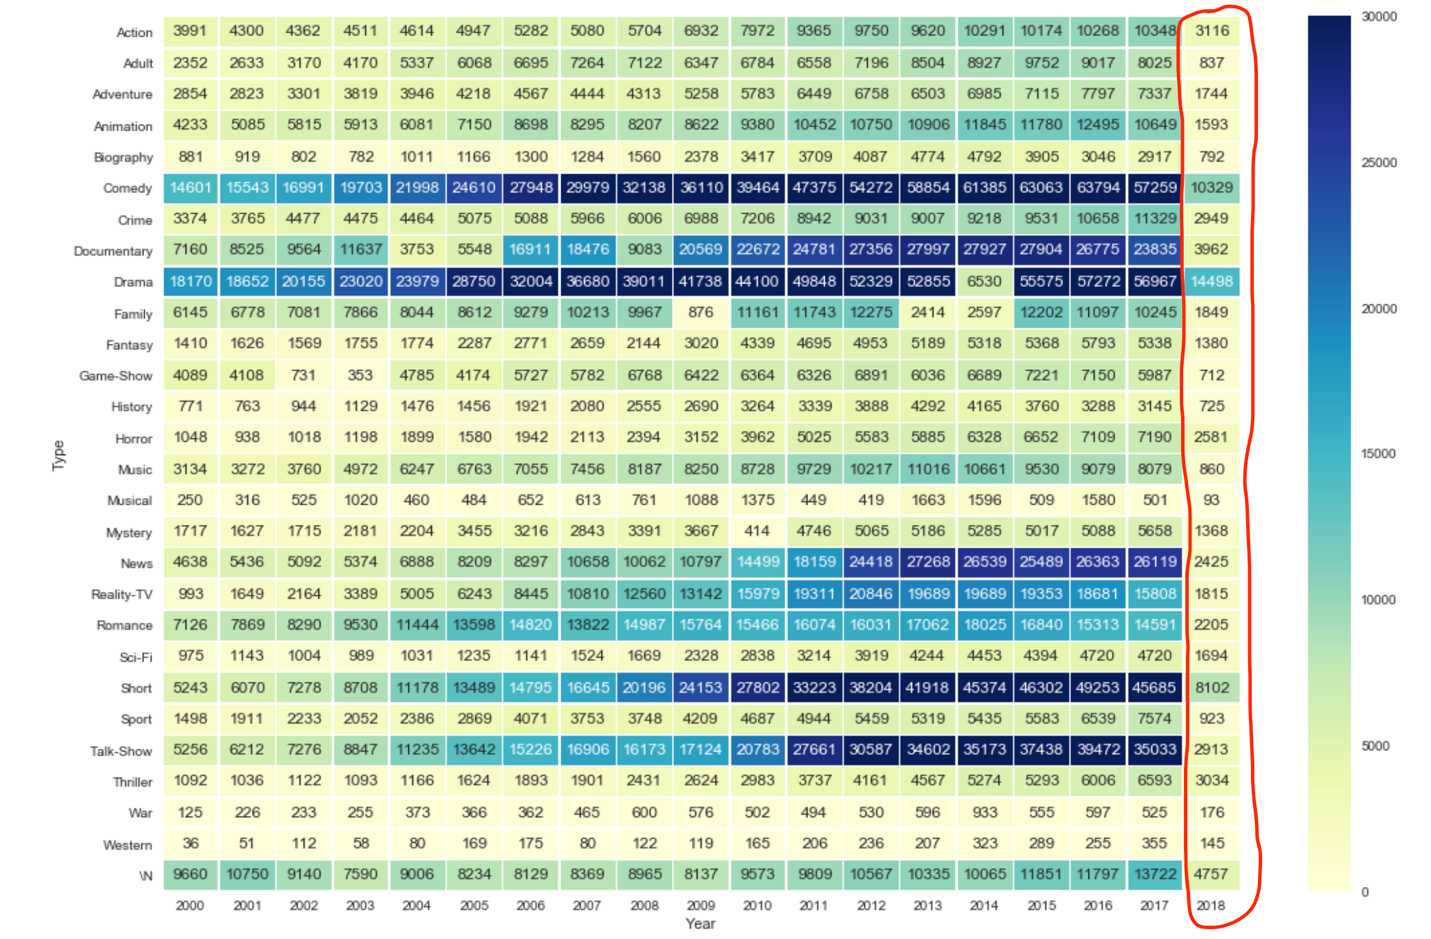 Action 3991 4300 4362 4511 4614 4947 5282 5080 5704 6932 7972 9365 9750 9620 10291 10174 10268 10348 3116
Adult 2352 2633 3170 4170 5337 6068 6695 7264 7122 6347 6784 6558 7196 8504 8927 9752 9017 8025 837
Adventure 2854 2823 3301 3819 3946 4218 4567 4444 4313 5258 5783 6449 6758 6503 6985 7115 7797 7337 1744
Animation 4233 5085 5815 5913 6081 7150 8698 8295 8207 8622 9380 10452 10750 10906 11845 11780 12495 10649 1593
Biography 881 919 802 782 1011 1166 1300 1284 1560 2378 3417 3709 4087 4774 4792 3905 3046 2917 792
Comedy 14601 15543 16991 19703 21998 24610 27948 29979 32138 36110 39464 47375 54272 58854 61385 63063 63794 57259 10329
Crime 3374 3765 4477 4475 4464 5075 5088 5966 6006 6988 7206 8942 9031 9007 9218 9531 10658 11329 2949
Documentary 7160 8525 9564 11637 3753 5548 16911 18476 9083 20569 22672 24781 27356 27997 27927 27904 26775 23835 3962
Drama 18170 18652 20155 23020 23979 28750 32004 36680 39011 41738 44100 49848 52329 52855 6530 55575 57272 56967 14498
Family 6145 6778 7081 7866 8044 8612 9279 10213 9967 876 11161 11743 12275 2414 2597 12202 11097 10245 1849
Fantasy 1410 1626 1569 1755 1774 2287 2771 2659 2144 3020 4339 4695 4953 5189 5318 5368 5793 5338 1380
Game-Show 4089 4108 731 353 4785 4174 5727 5782 6768 6422 6364 6326 6891 6036 6689 7221 7150 5987 712
History 771 763 944 1129 1476 1456 1921 2080 2555 2690 3264 3339 3888 4292 4165 3760 3288 3145 725
Horror 1048 938 1018 1198 1899 1580 1942 2113 2394 3152 3962 5025 5583 5885 6328 6652 7109 7190 2581
Music 3134 3272 3760 4972 6247 6763 7055 7456 8187 8250 8728 9729 10217 11016 10661 9530 9079 8079 860
Musical 250 316 525 1020 460 484 652 613 761 1088 1375 449 419 1663 1596 509 1580 501 93
Mystery 1717 1627 1715 2181 2204 3455 3216 2843 3391 3667 414 4746 5065 5186 5285 5017 5088 5658 1368
News 4638 5436 5092 5374 6888 8209 8297 10658 10062 10797 14499 18159 24418 27268 26539 25489 26363 26119 2425
Reality-TV 993 1649 2164 3389 5005 6243 8445 10810 12560 13142 15979 19311 20846 19689 19689 19353 18681 15808 1815
Romance 7126 7869 8290 9530 11444 13598 14820 13822 14987 15764 15466 16074 16031 17062 18025 16840 15313 14591 2205
Sci-Fi 975 1143 1004 989 1031 1235 1141 1524 1669 2328 2838 3214 3919 4244 4453 4394 4720 4720 1694
Short 5243 6070 7278 8708 11178 13489 14795 16645 20196 24153 27802 33223 38204 41918 45374 46302 49253 45685 8102
Sport 1498 1911 2233 2052 2386 2869 4071 3753 3748 4209 4687 4944 5459 5319 5435 5583 6539 7574 923
Talk-Show 5256 6212 7276 8847 11235 13642 15226 16906 16173 17124 20783 27661 30587 34602 35173 37438 39472 35033 2913
Thriller 1092 1036 1122 1093 1166 1624 1893 1901 2431 2624 2983 3737 4161 4567 5274 5293 6006 6593 3034
War 125 226 233 255 373 366 362 465 600 576 502 494 530 596 933 555 597 525 176
Western 36 51 112 58 80 169 175 80 122 119 165 206 236 207 323 289 255 355 145
\N 9660 10750 9140 7590 9006 8234 8129 8369 8965 8137 9573 9809 10567 10335 10065 11851 11797 13722 4757
2000 2001 2002 2003 2004 2005 2006 2007 2008 2009 2010 2011 2012 2013 2014 2015 2016 2017 2018
Year
Type
30000
25000
20000
15000
10000
5000
0